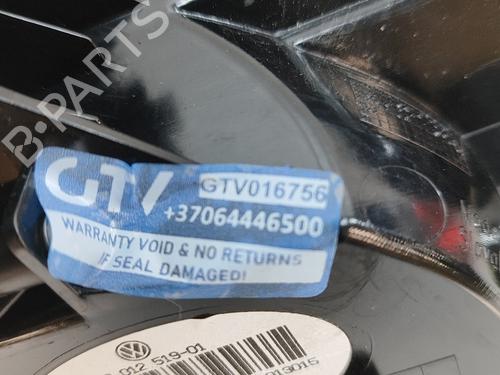 B-PARTS
GTV
GTV016756
+37064446500
WARRANTY VOID & NO RETURNS
IF SEAL DAMAGED!
012 519-01